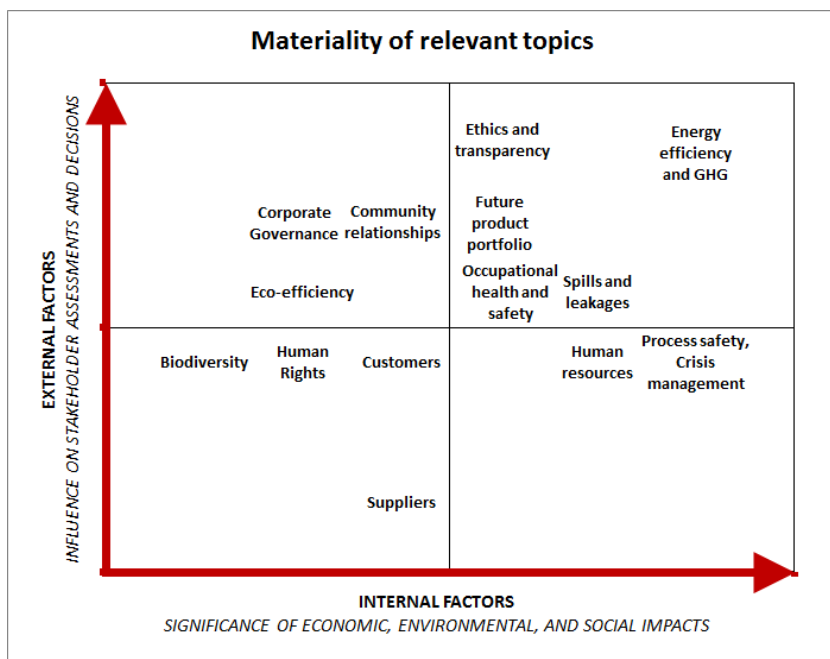 Materiality of relevant topics
EXTERNAL FACTORS
INFLUENCE ON STAKEHOLDER ASSESSMENTS AND DECISIONS
Ethics and
transparency
Energy
efficiency
and GHG
Corporate
Governance
Community
relationships
Future
product
portfolio
Eco-efficiency
Occupational
health and
safety
Spills and
leakages
Biodiversity
Human
Rights
Customers
Human
resources
Process safety,
Crisis
management
Suppliers
INTERNAL FACTORS
SIGNIFICANCE OF ECONOMIC, ENVIRONMENTAL, AND SOCIAL IMPACTS